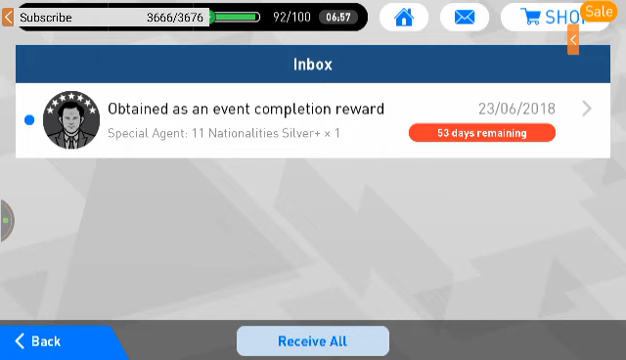 Subscribe 3666/3676 92/100 06:57
SHOP
Sale
Inbox
Obtained as an event completion reward 23/06/2018
Special Agent: 11 Nationalities Silver+ × 1 53 days remaining
Back
Receive All